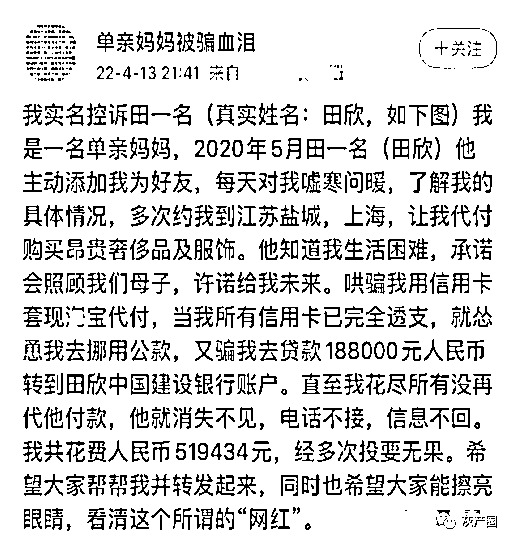 单亲妈妈被骗血泪
+关注
22-4-13 21:41 来自
我实名控诉田一名（真实姓名：田欣，如下图）我
是一名单亲妈妈，2020年5月田一名（田欣）他
主动添加我为好友，每天对我嘘寒问暖，了解我的
具体情况，多次约我到江苏盐城，上海，让我代付
购买昂贵奢侈品及服饰。他知道我生活困难，承诺
会照顾我们母子，许诺给我未来。哄骗我用信用卡
套现宝代付，当我所有信用卡已完全透支，就怂
恿我去挪用公款，又骗我去贷款188000元人民币
转到田欣中国建设银行账户。直至我花尽所有没再
代他付款，他就消失不见，电话不接，信息不回。
我共花费人民币519434元，经多次投要无果。希
望大家帮帮我并转发起来，同时也希望大家能擦亮
眼睛，看清这个所谓的“网红”。
灰产圈